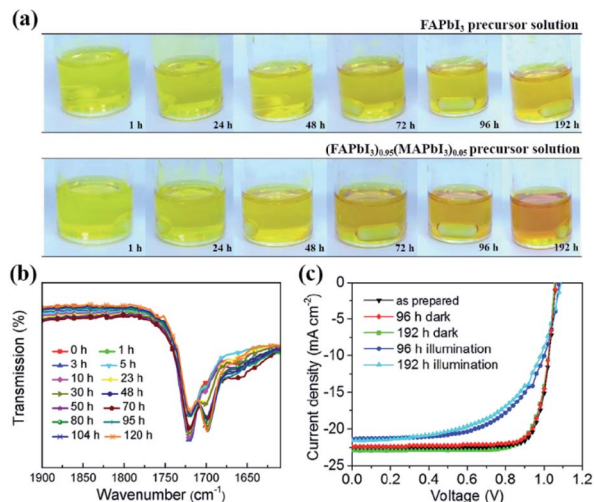 (a)
FAPbI₃ precursor solution
1 h 24 h 48 h 72 h 96 h 192 h
(FAPbI₃)₀.₉₅(MAPbI₃)₀.₀₅ precursor solution
1 h 24 h 48 h 72 h 96 h 192 h
(b)
Transmission (%)
0 h 1 h
3 h 5 h
10 h 23 h
30 h 48 h
50 h 70 h
80 h 95 h
104 h 120 h
1900 1800 1700
Wavenumber (cm⁻¹)
(c)
Current density (mA cm⁻²)
0
-5
-10
-15
-20
-25
as prepared
96 h dark
192 h dark
96 h illumination
192 h illumination
0.0 0.2 0.4 0.6 0.8 1.0 1.2
Voltage (V)